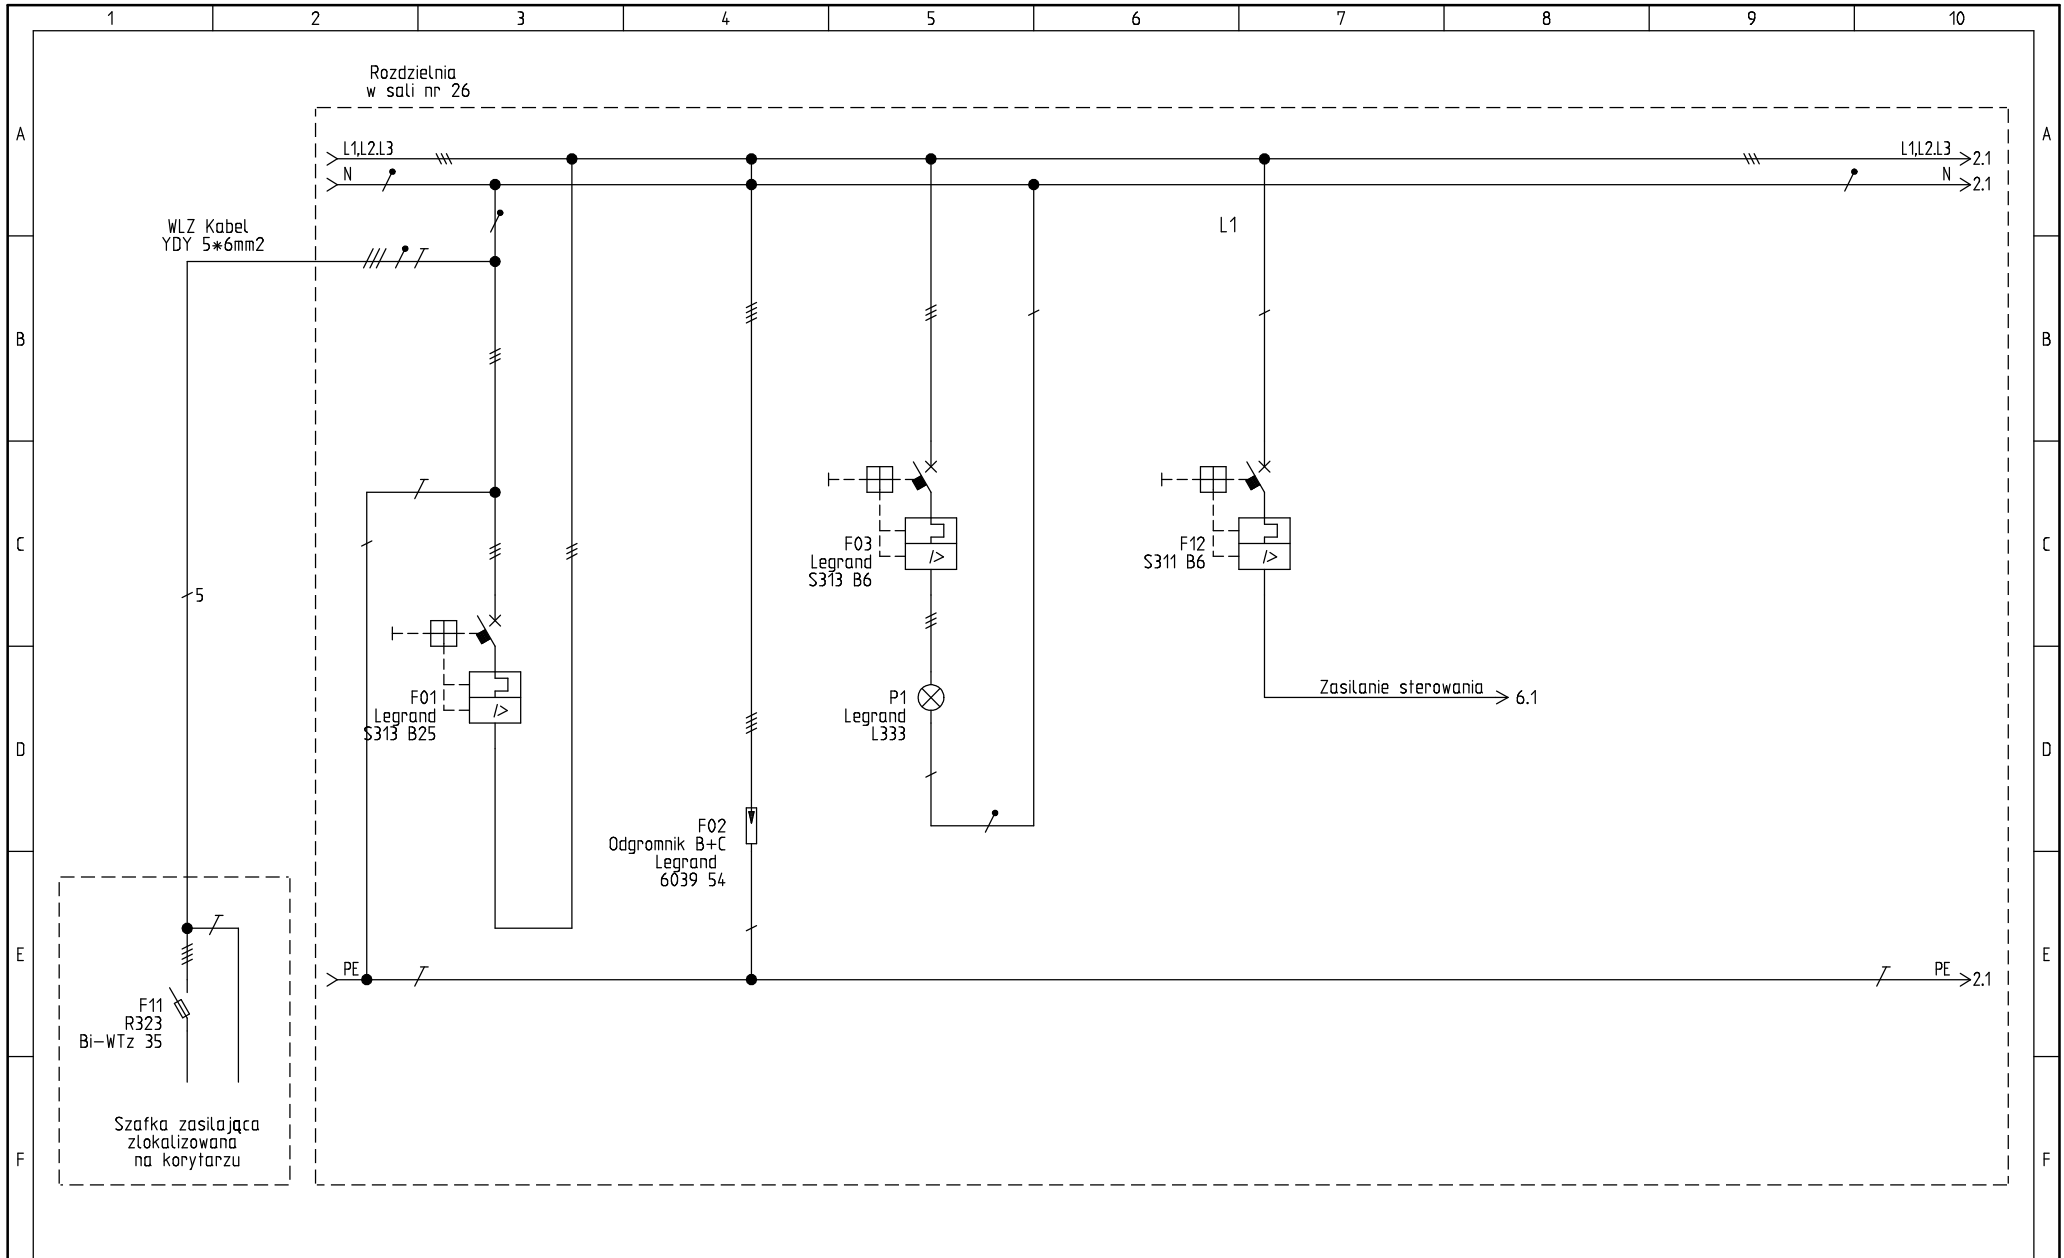 1 2 3 4 5 6 7 8 9 10
Rozdzielnia
w sali nr 26
A A
L1,L2.L3 L1,L2.L3 2.1
N N 2.1
WLZ Kabel
YDY 5*6mm2
L1
B B
C C
F03
Legrand
S313 B6
F12
S311 B6
5
F01
Legrand
S313 B25
P1
Legrand
L333
Zasilanie sterowania 6.1
D D
F02
Odgromnik B+C
Legrand
6039 54
E E
PE PE 2.1
F11
R323
Bi-WTz 35
Szafka zasilająca
zlokalizowana
na korytarzu
F F